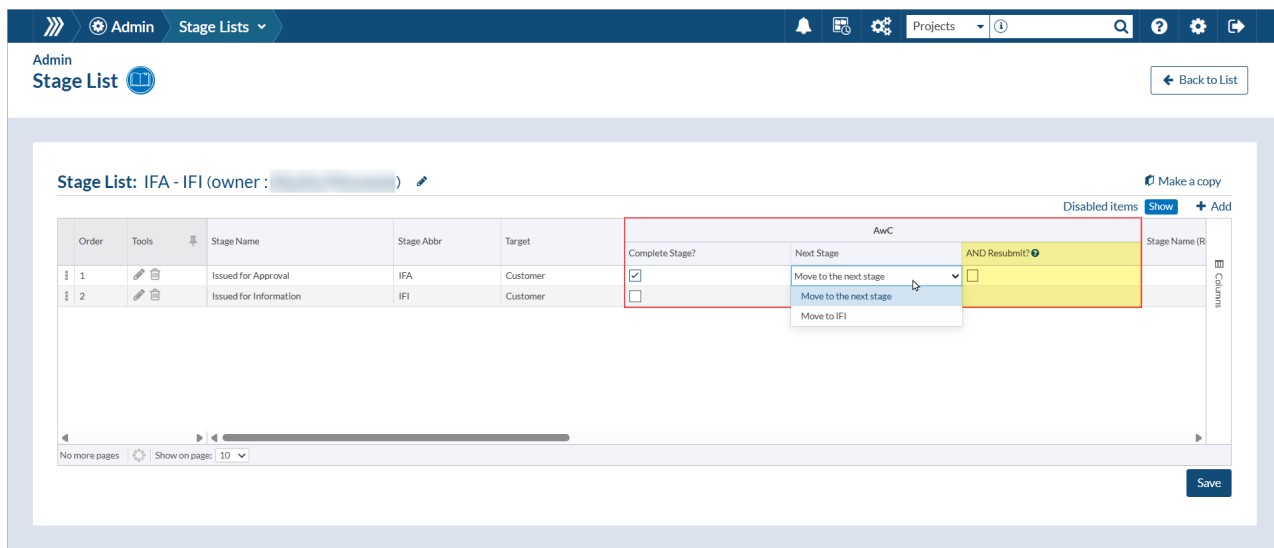 Admin Stage Lists Projects
Admin
Stage List
Back to List
Stage List: IFA - IFI (owner : )
Make a copy
Disabled items Show + Add
Order Tools Stage Name Stage Abbr Target AwC Stage Name (R
Complete Stage? Next Stage AND Resubmit?
1 Issued for Approval IFA Customer Move to the next stage
2 Issued for Information IFI Customer Move to the next stage
Move to IFI
Columns
No more pages Show on page: 10
Save